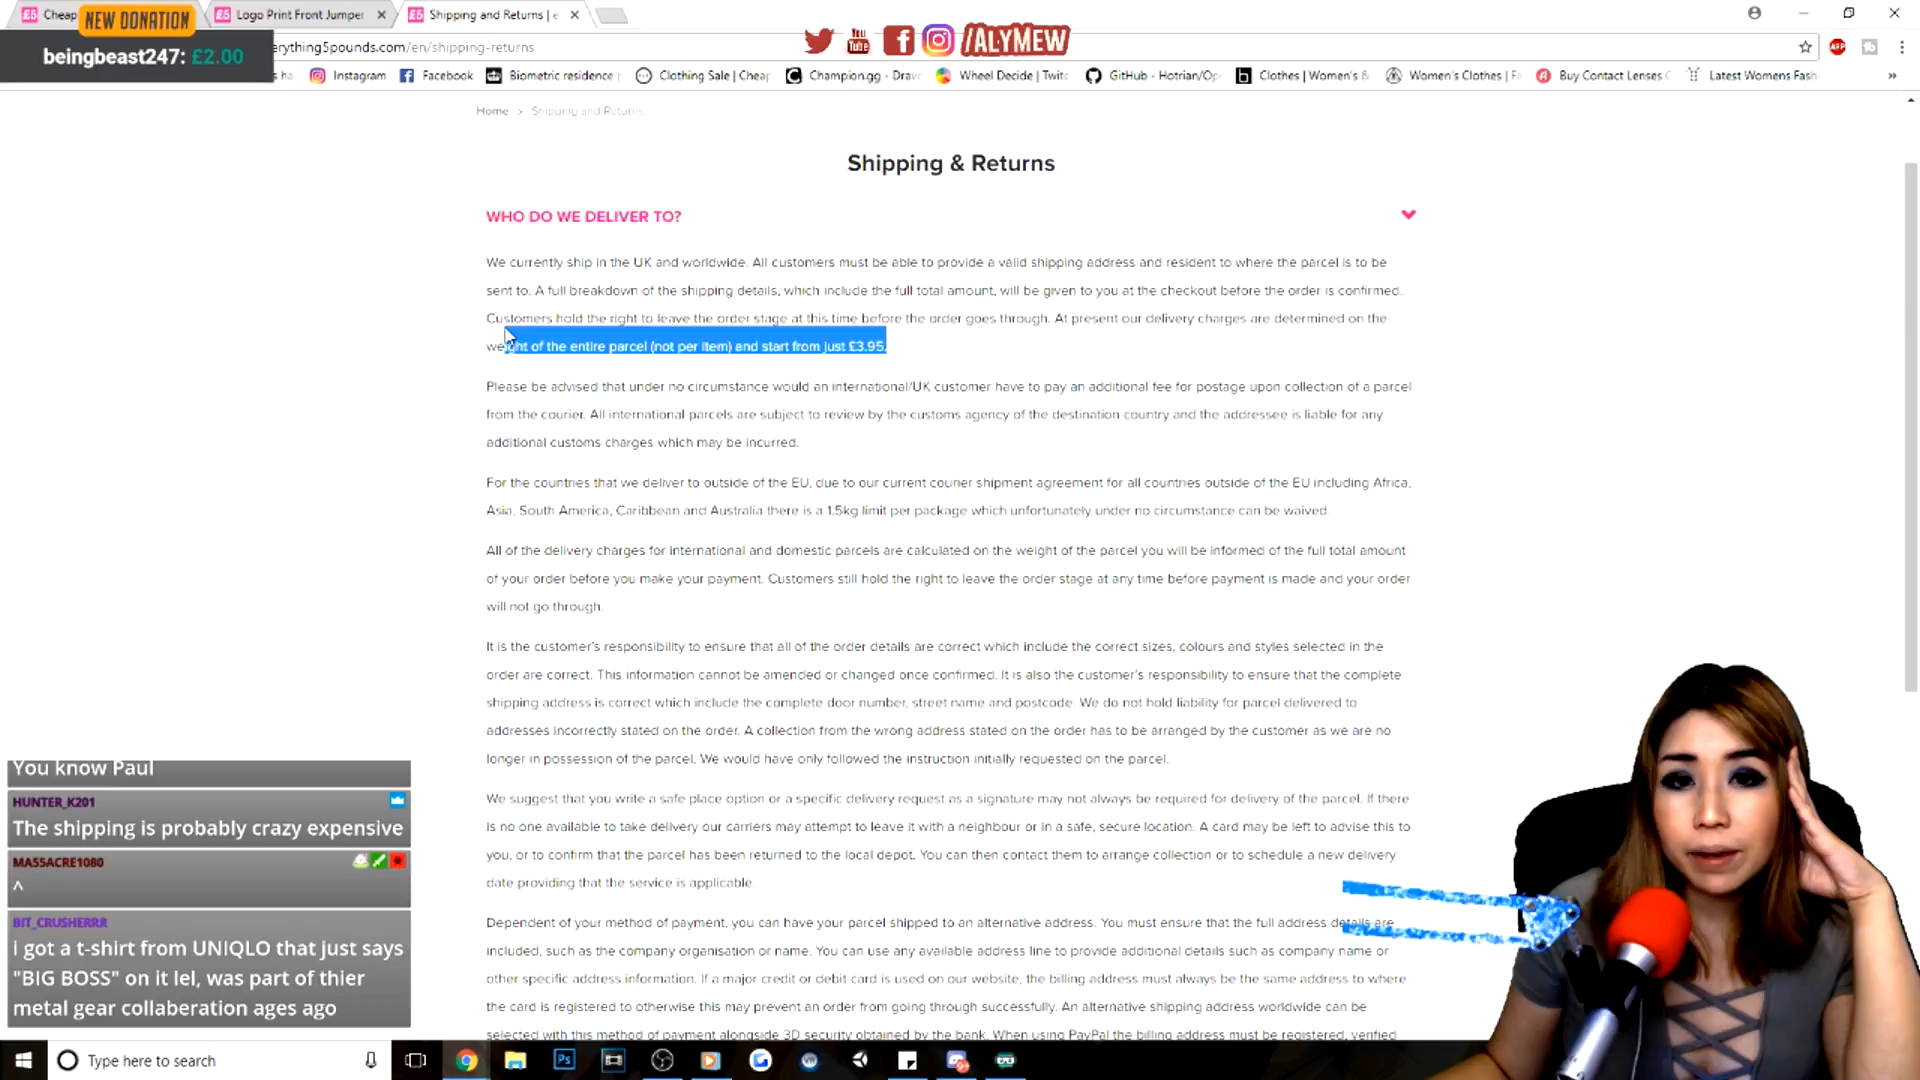 Cheap
Logo Print Front Jumper
Shipping and Returns | e
NEW DONATION
beingbeast247: £2.00
erything5pounds.com/en/shipping-returns
/ALYMEW
You Tube
ABP
Instagram
Facebook
Biometric residence
Clothing Sale | Cheap
Champion.gg - Drav
Wheel Decide | Twitc
GitHub - Hotrian/Op
Clothes | Women's &
Women's Clothes | Fa
Buy Contact Lenses
Latest Womens Fash
Home > Shipping and Returns
Shipping & Returns
WHO DO WE DELIVER TO?
We currently ship in the UK and worldwide. All customers must be able to provide a valid shipping address and resident to where the parcel is to be
sent to. A full breakdown of the shipping details, which include the full total amount, will be given to you at the checkout before the order is confirmed.
Customers hold the right to leave the order stage at this time before the order goes through. At present our delivery charges are determined on the
weight of the entire parcel (not per item) and start from just £3.95.
Please be advised that under no circumstance would an international/UK customer have to pay an additional fee for postage upon collection of a parcel
from the courier. All international parcels are subject to review by the customs agency of the destination country and the addressee is liable for any
additional customs charges which may be incurred.
For the countries that we deliver to outside of the EU, due to our current courier shipment agreement for all countries outside of the EU including Africa,
Asia, South America, Caribbean and Australia there is a 1.5kg limit per package which unfortunately under no circumstance can be waived.
All of the delivery charges for international and domestic parcels are calculated on the weight of the parcel you will be informed of the full total amount
of your order before you make your payment. Customers still hold the right to leave the order stage at any time before payment is made and your order
will not go through.
It is the customer's responsibility to ensure that all of the order details are correct which include the correct sizes, colours and styles selected in the
order are correct. This information cannot be amended or changed once confirmed. It is also the customer's responsibility to ensure that the complete
shipping address is correct which include the complete door number, street name and postcode. We do not hold liability for parcel delivered to
addresses incorrectly stated on the order. A collection from the wrong address stated on the order has to be arranged by the customer as we are no
longer in possession of the parcel. We would have only followed the instruction initially requested on the parcel.
We suggest that you write a safe place option or a specific delivery request as a signature may not always be required for delivery of the parcel. If there
is no one available to take delivery our carriers may attempt to leave it with a neighbour or in a safe, secure location. A card may be left to advise this to
you, or to confirm that the parcel has been returned to the local depot. You can then contact them to arrange collection or to schedule a new delivery
date providing that the service is applicable.
Dependent of your method of payment, you can have your parcel shipped to an alternative address. You must ensure that the full address details are
included, such as the company organisation or name. You can use any available address line to provide additional details such as company name or
other specific address information. If a major credit or debit card is used on our website, the billing address must always be the same address to where
the card is registered to otherwise this may prevent an order from going through successfully. An alternative shipping address worldwide can be
selected with this method of payment alongside 3D security obtained by the bank. When using PayPal the billing address must be registered, verified
You know Paul
HUNTER_K201
The shipping is probably crazy expensive
MA55ACRE1080
^
BIT_CRUSHERRR
i got a t-shirt from UNIQLO that just says
"BIG BOSS" on it lel, was part of thier
metal gear collaberation ages ago
Type here to search
Ps